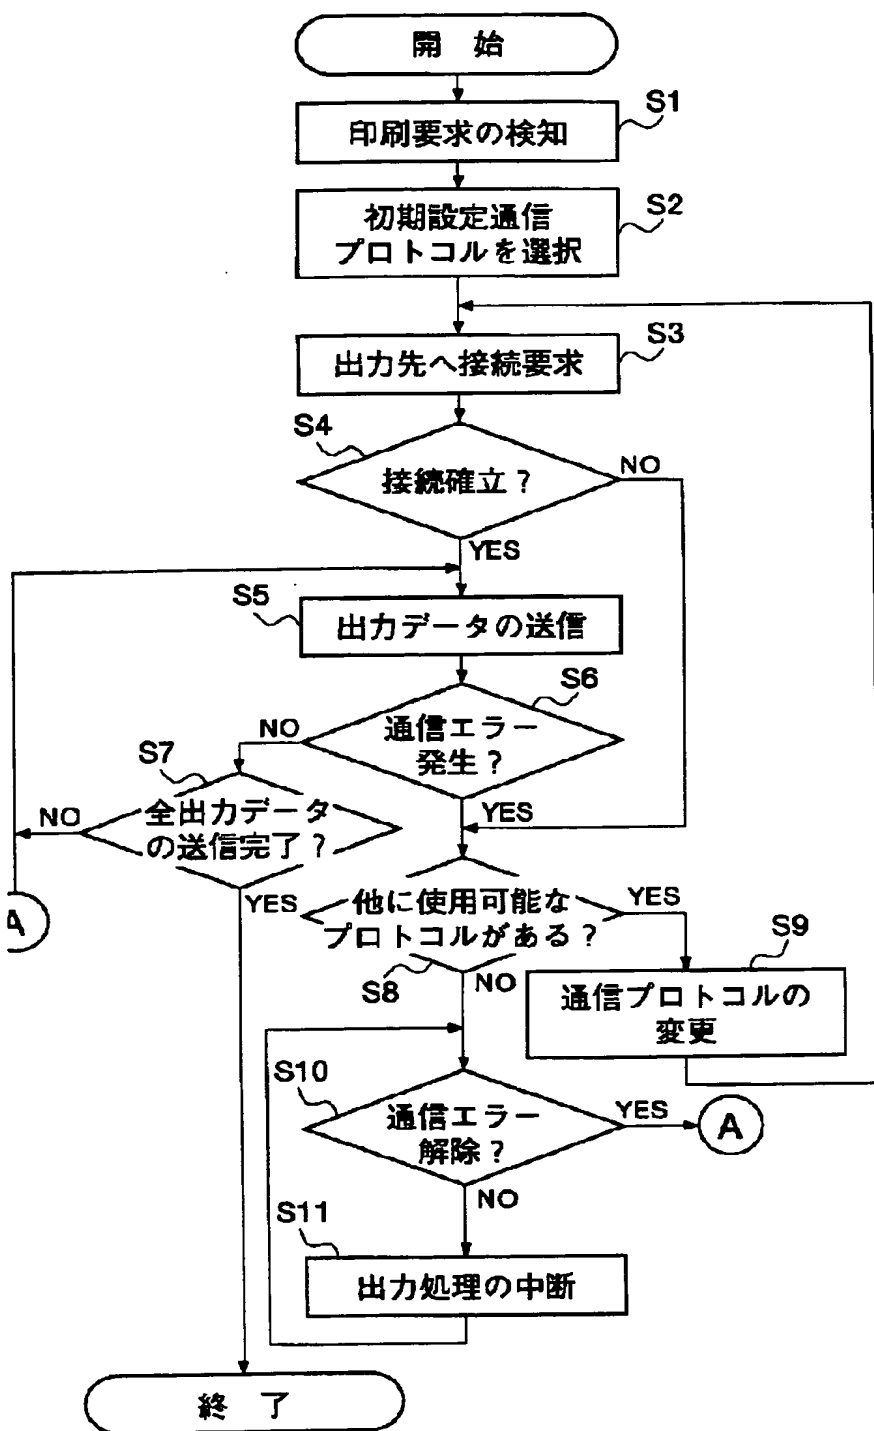 開 始
S1
印刷要求の検知
S2
初期設定通信
プロトコルを選択
S3
出力先へ接続要求
S4
接続確立？
NO
YES
S5
出力データの送信
S6
通信エラー
発生？
NO
YES
S7
全出力データ
の送信完了？
NO
YES
A
他に使用可能な
プロトコルがある？
YES
S8
NO
S9
通信プロトコルの
変更
S10
通信エラー
解除？
YES
A
NO
S11
出力処理の中断
終 了